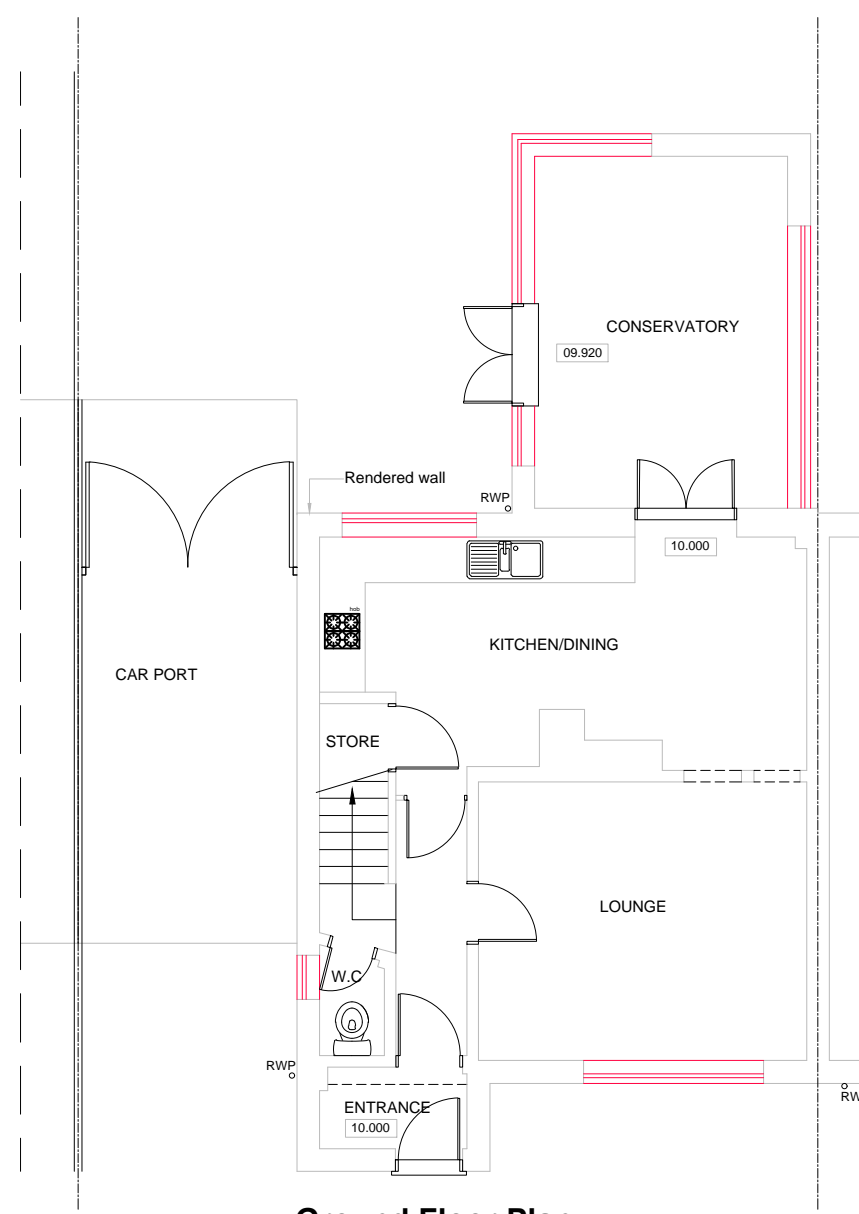 CONSERVATORY
09.920
Rendered wall
RWP
10.000
hob
KITCHEN/DINING
CAR PORT
STORE
LOUNGE
W.C
RWP
RW
ENTRANCE
10.000
Ground Floor Plan